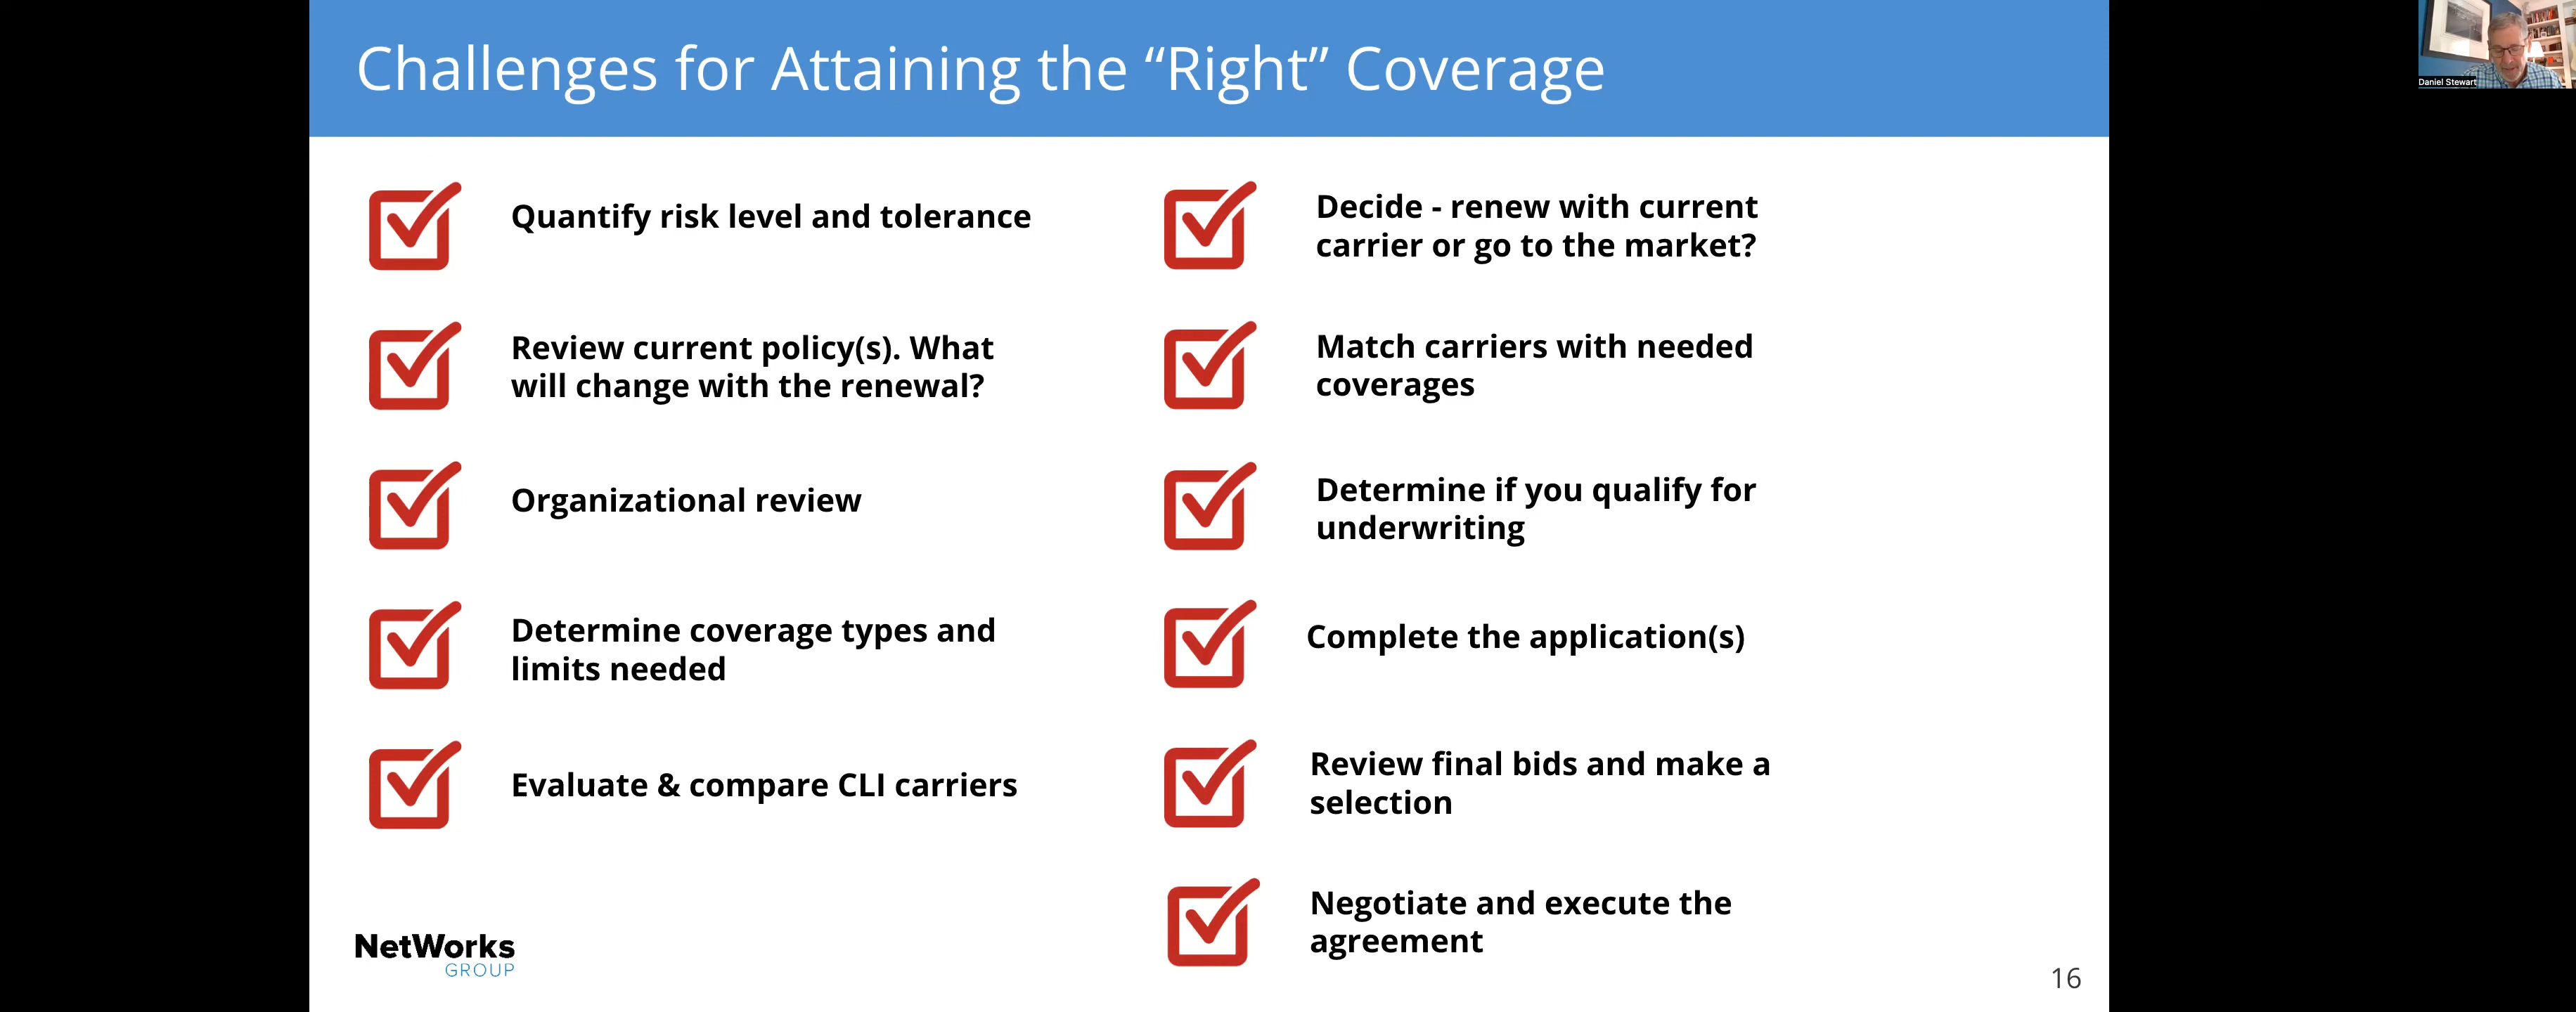 Challenges for Attaining the “Right” Coverage
Quantify risk level and tolerance
Review current policy(s). What
will change with the renewal?
Organizational review
Determine coverage types and
limits needed
Evaluate & compare CLI carriers
Decide - renew with current
carrier or go to the market?
Match carriers with needed
coverages
Determine if you qualify for
underwriting
Complete the application(s)
Review final bids and make a
selection
Negotiate and execute the
agreement
NetWorks
GROUP
16
Daniel Stewart